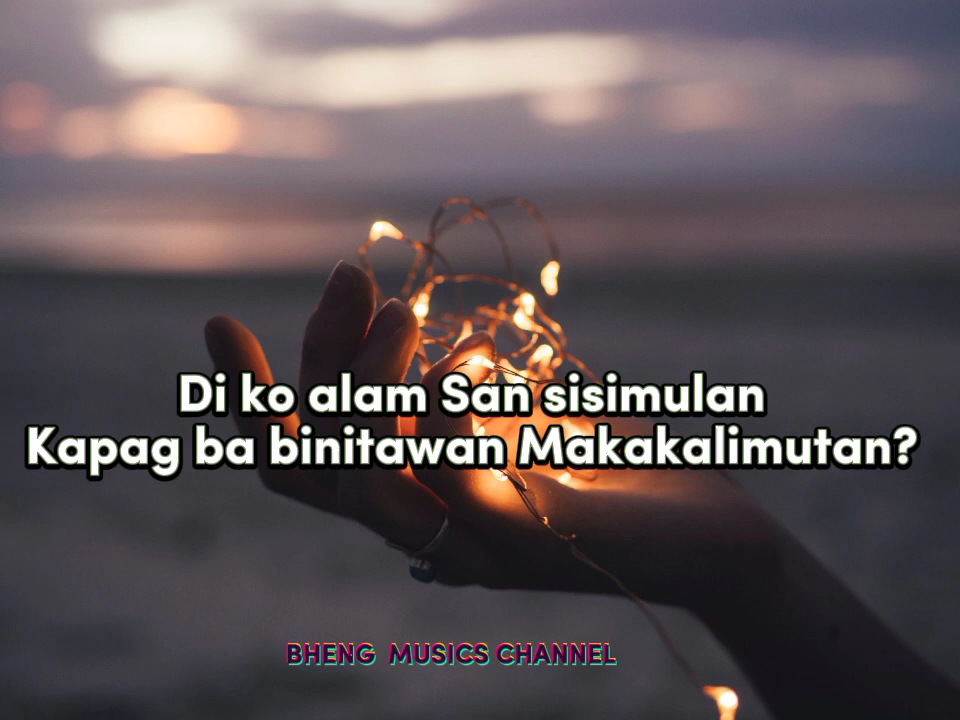 Di ko alam San sisimulan
Kapag ba binitawan Makakalimutan?
BHENG MUSICS CHANNEL